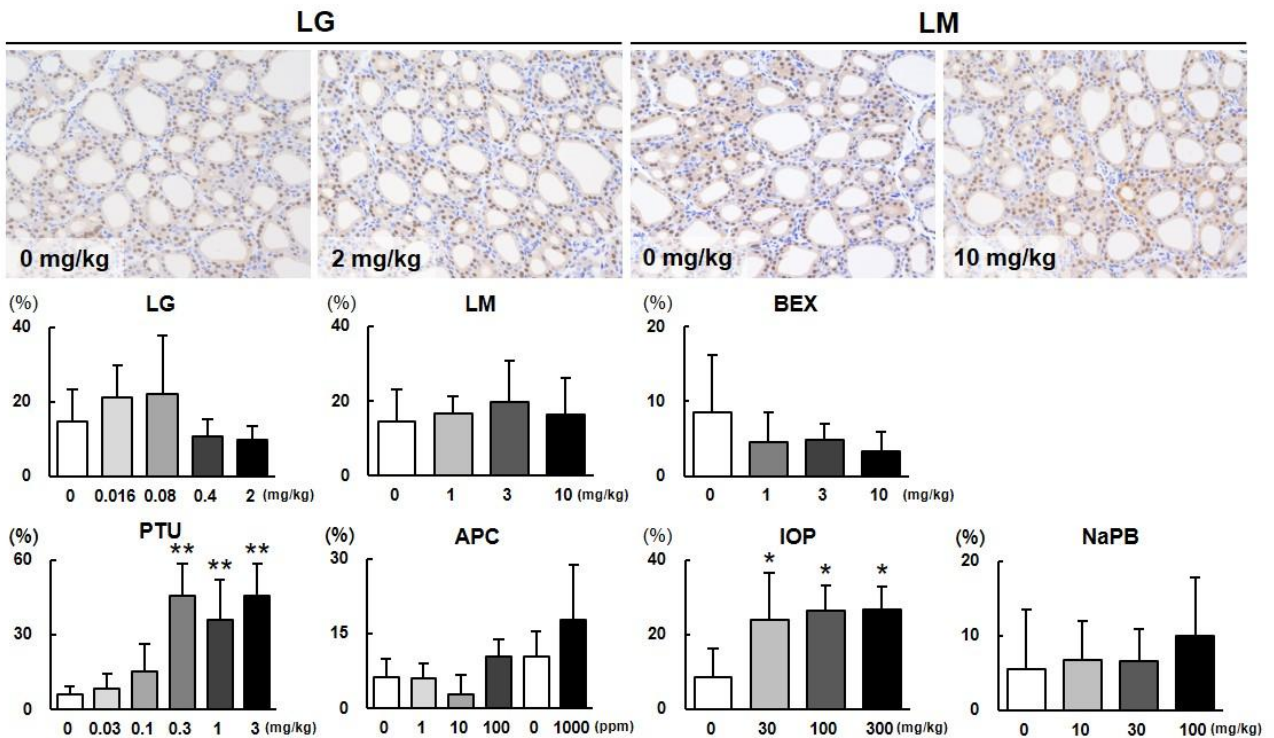 LG LM
0 mg/kg 2 mg/kg 0 mg/kg 10 mg/kg
(%) LG
40
20
0
0 0.016 0.08 0.4 2 (mg/kg)
(%) LM
40
20
0
0 1 3 10 (mg/kg)
(%) BEX
20
10
0
0 1 3 10 (mg/kg)
(%) PTU
60
30
0
** ** **
0 0.03 0.1 0.3 1 3 (mg/kg)
(%) APC
30
15
0
0 1 10 100 0 1000 (ppm)
(%) IOP
40
20
0
* * *
0 30 100 300 (mg/kg)
(%) NaPB
20
10
0
0 10 30 100 (mg/kg)